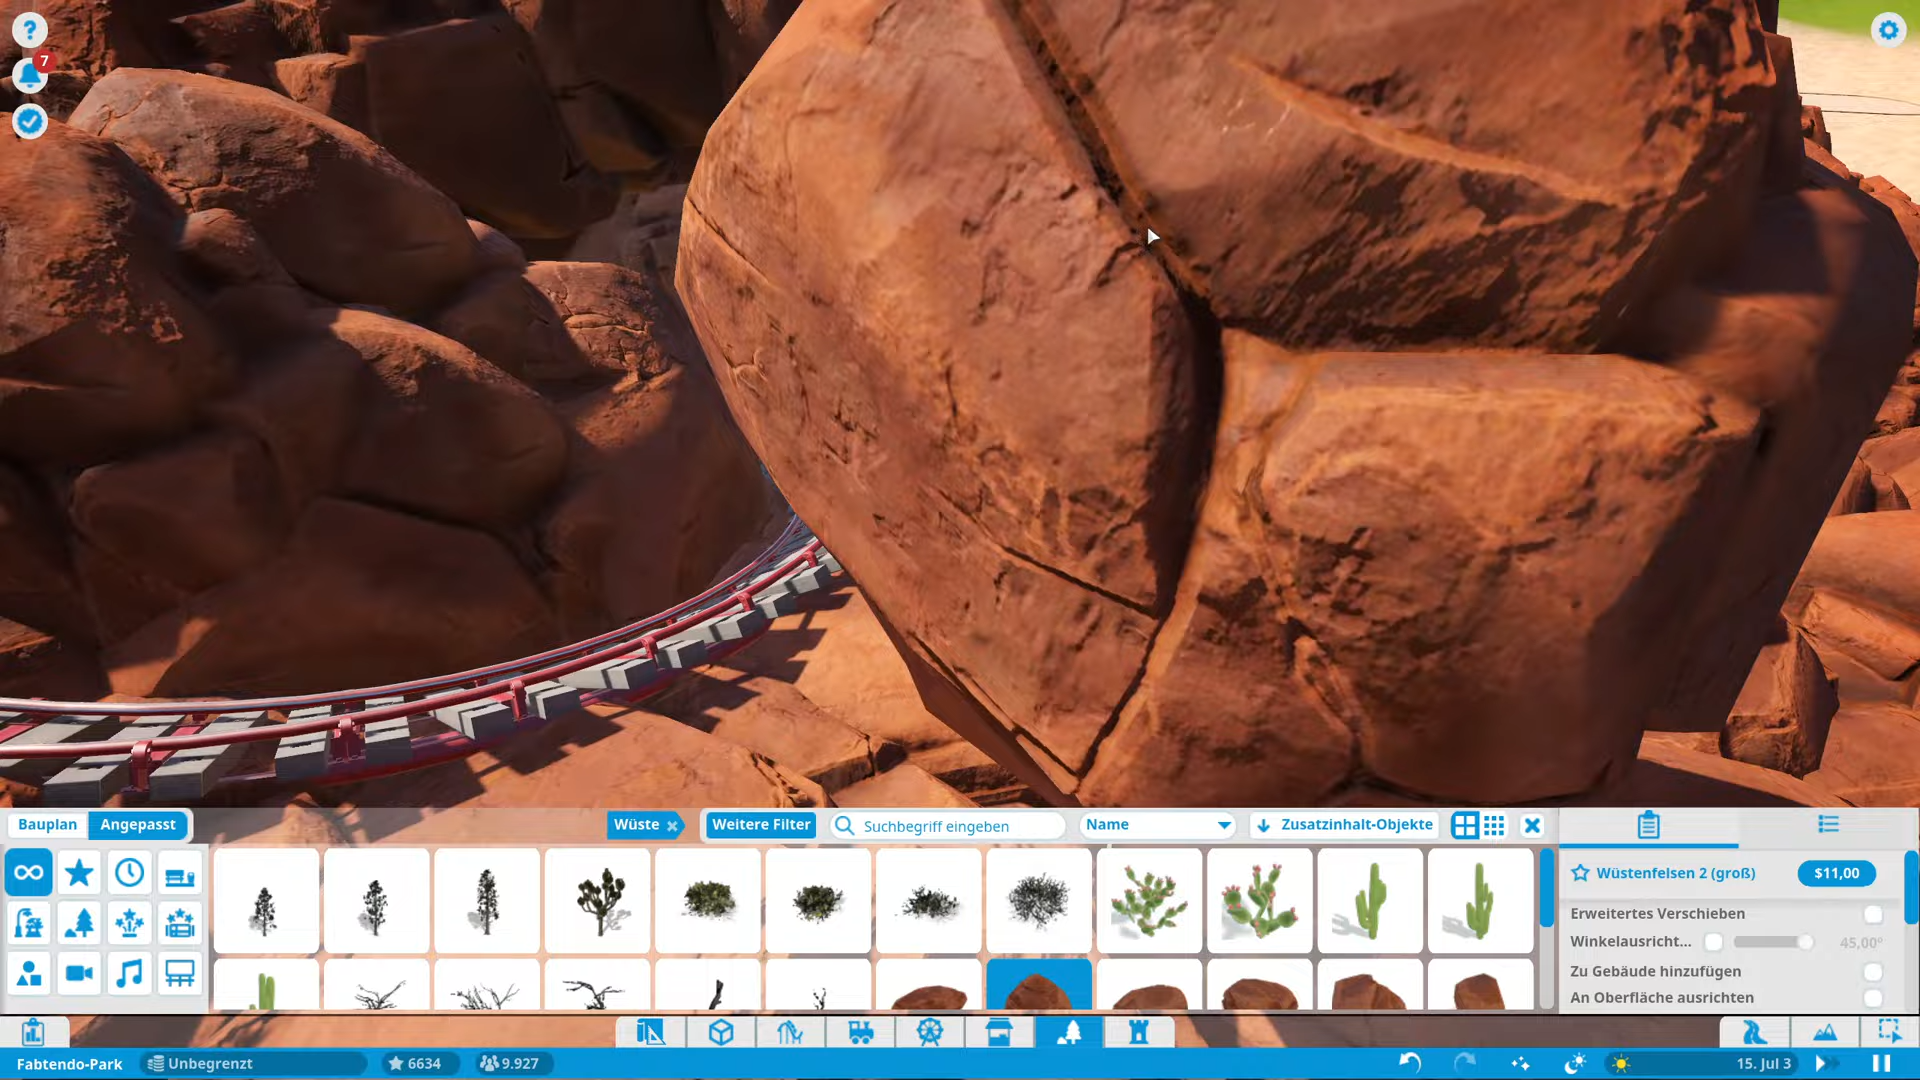 ?
7
Bauplan
Angepasst
Wüste
Weitere Filter
Suchbegriff eingeben
Name
Zusatzinhalt-Objekte
Wüstenfelsen 2 (groß)
$11,00
Erweitertes Verschieben
Winkelausricht...
45,00°
Zu Gebäude hinzufügen
An Oberfläche ausrichten
Fabtendo-Park
Unbegrenzt
6634
9.927
15. Jul 3